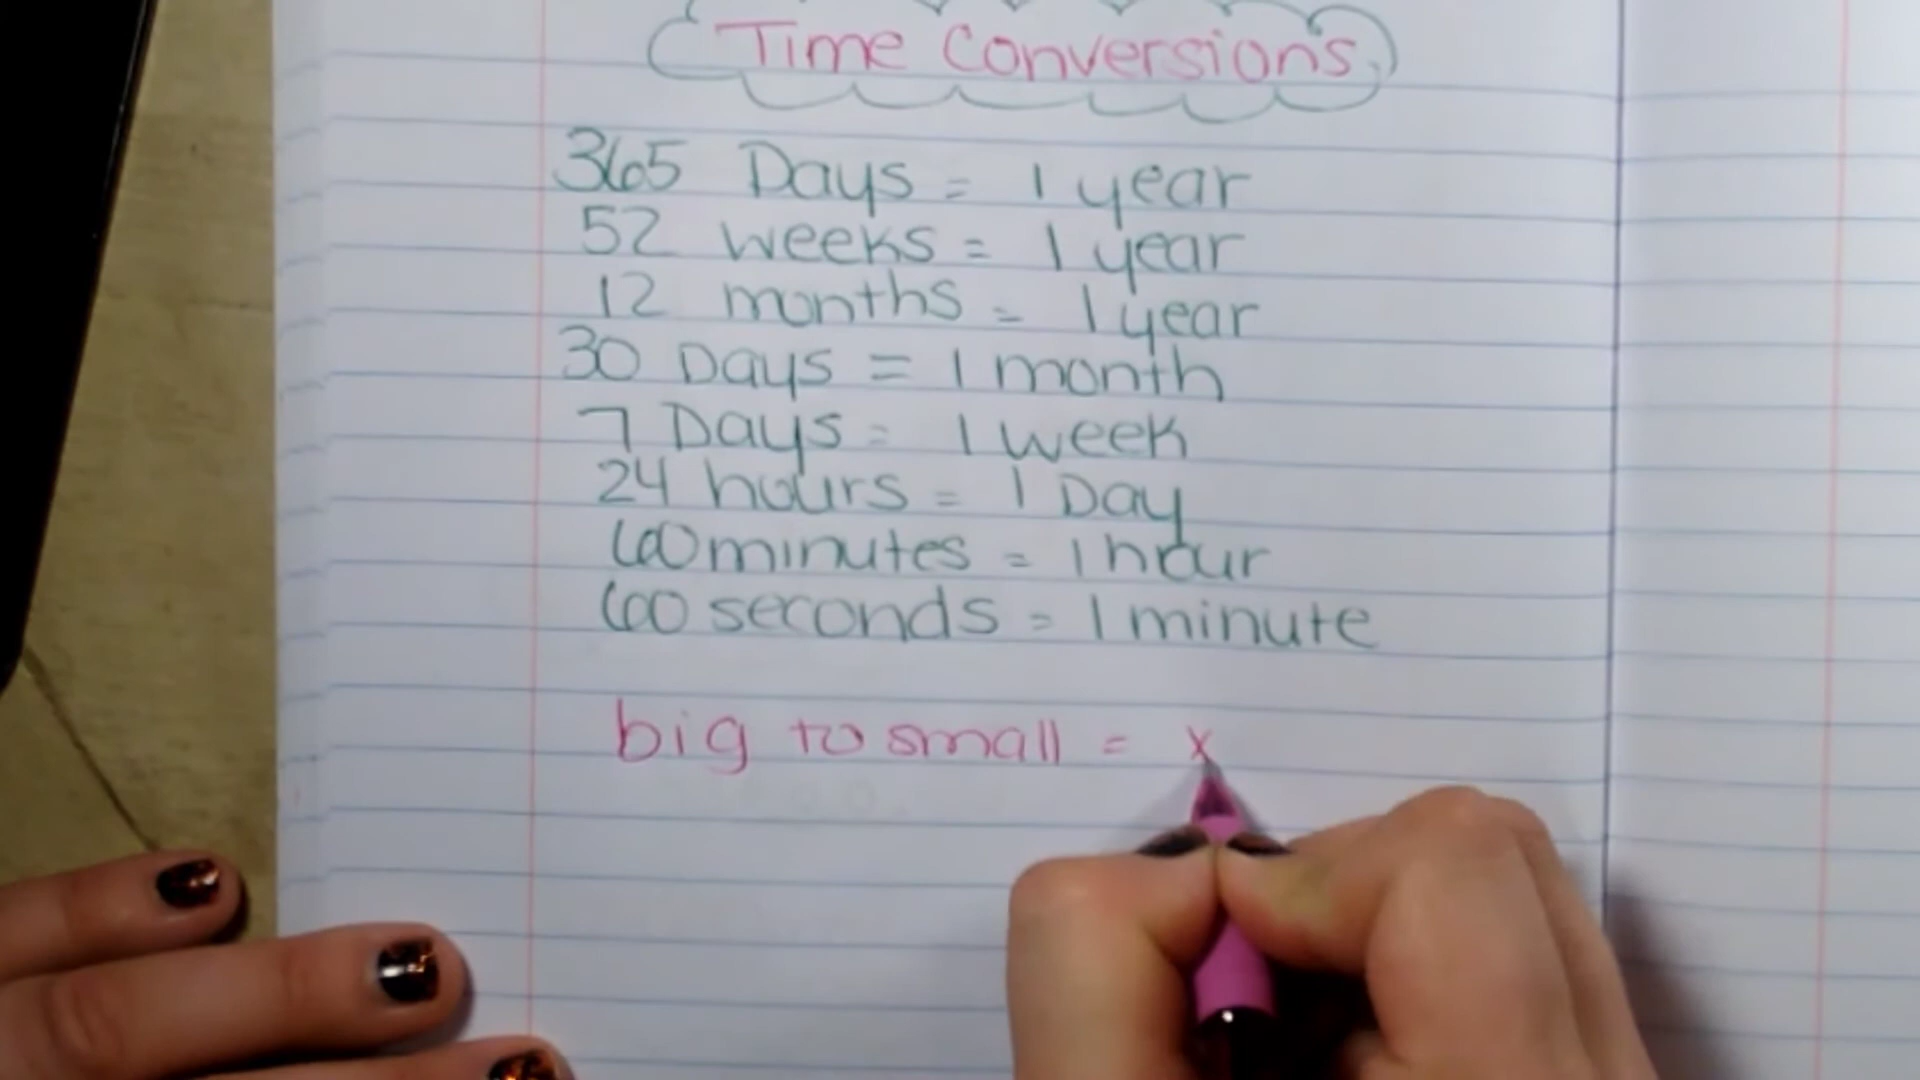 Time Conversions
365 Days = 1 year
52 weeks = 1 year
12 months = 1 year
30 Days = 1 month
7 Days = 1 week
24 hours = 1 Day
60 minutes = 1 hour
60 seconds = 1 minute
big to small = x